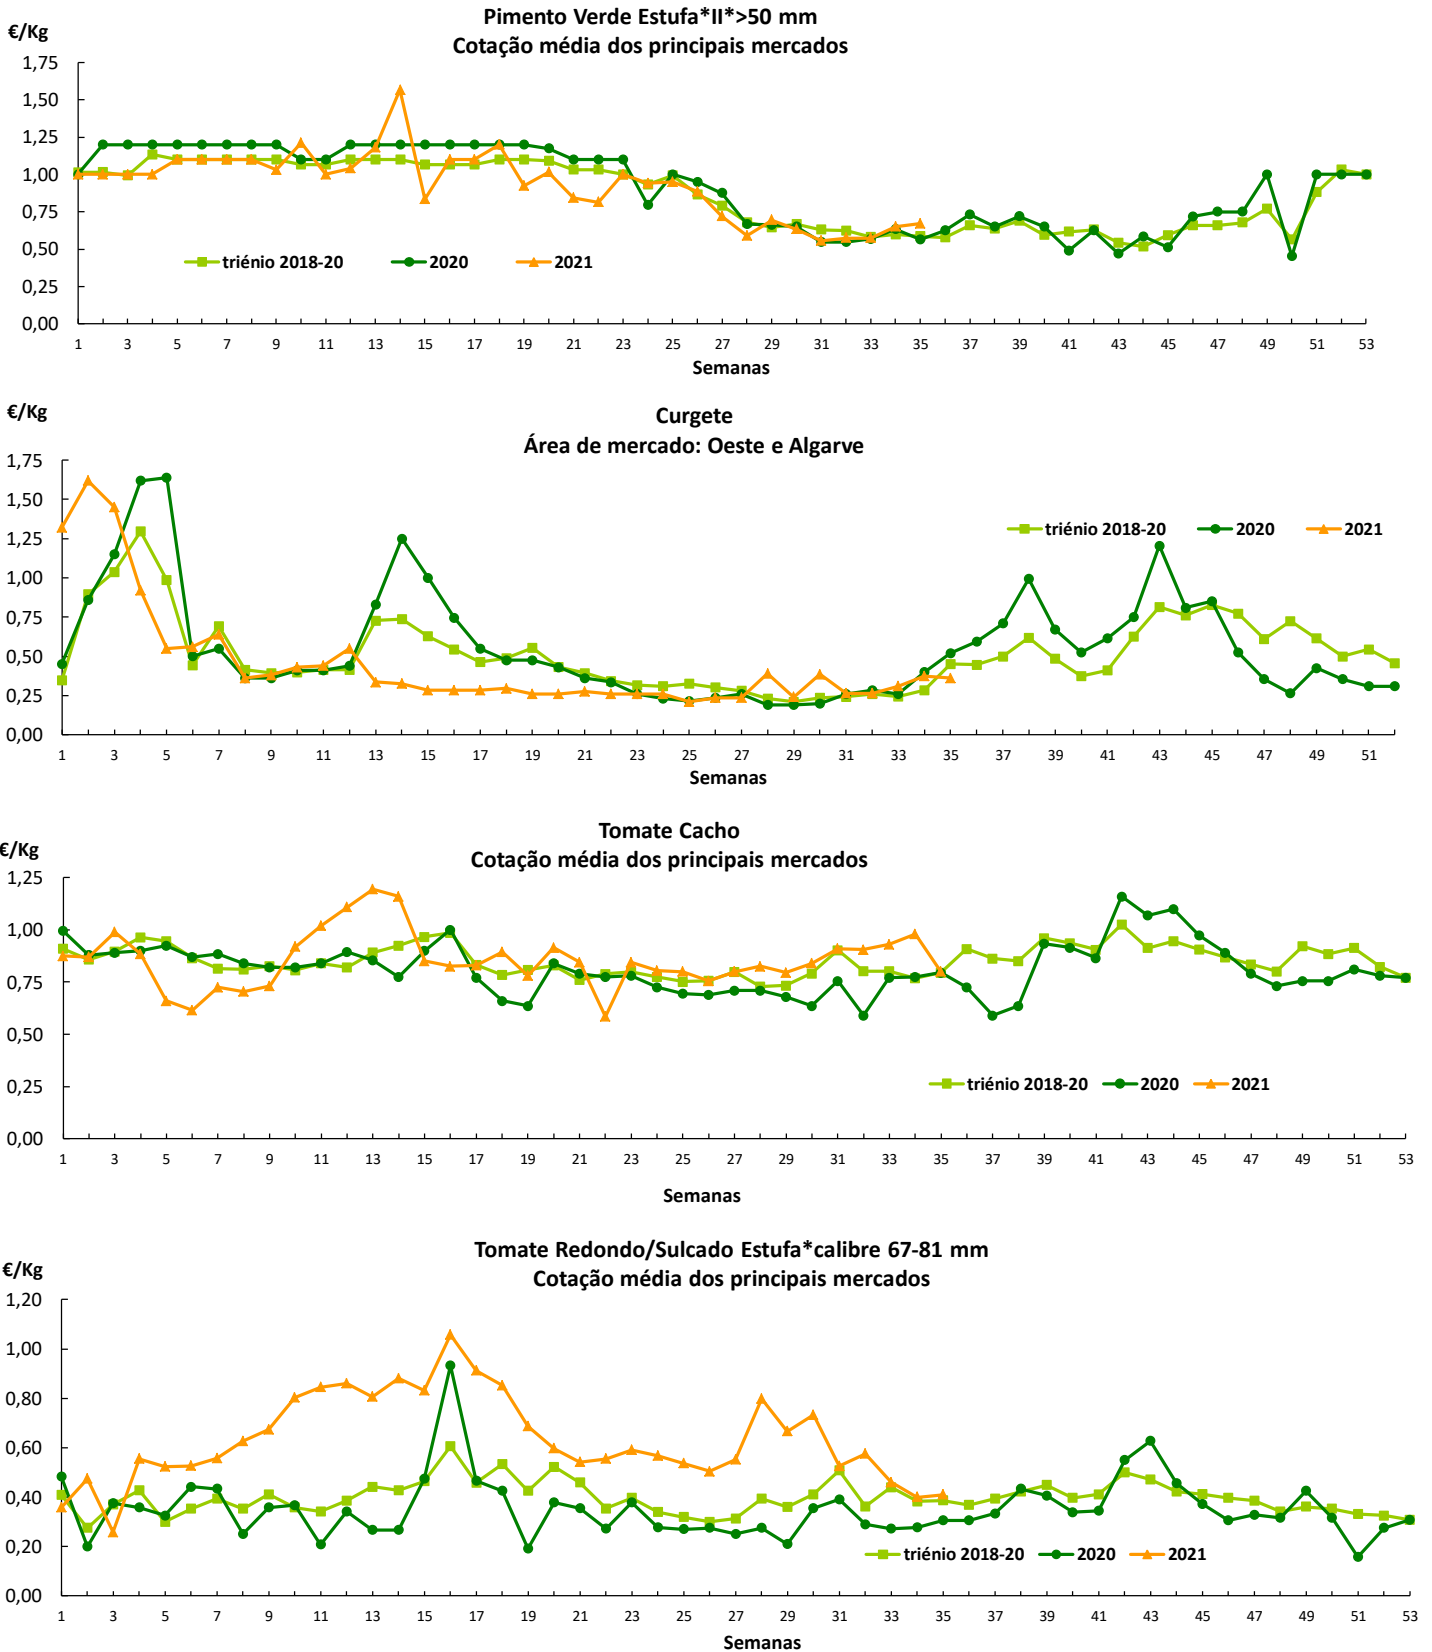 Pimento Verde Estufa*II*>50 mm
€/Kg
Cotação média dos principais mercados
1,75
1,50
1,25
1,00
0,75
0,50
triénio 2018-20 2020 2021
0,25
0,00
1 3 5 7 9 11 13 15 17 19 21 23 25 27 29 31 33 35 37 39 41 43 45 47 49 51 53
Semanas
€/Kg
Curgete
Área de mercado: Oeste e Algarve
1,75
1,50
triénio 2018-20 2020 2021
1,25
1,00
0,75
0,50
0,25
0,00
1 3 5 7 9 11 13 15 17 19 21 23 25 27 29 31 33 35 37 39 41 43 45 47 49 51
Semanas
Tomate Cacho
€/Kg
Cotação média dos principais mercados
1,25
1,00
0,75
0,50
triénio 2018-20 2020 2021
0,25
0,00
1 3 5 7 9 11 13 15 17 19 21 23 25 27 29 31 33 35 37 39 41 43 45 47 49 51 53
Semanas
Tomate Redondo/Sulcado Estufa*calibre 67-81 mm
€/Kg
Cotação média dos principais mercados
1,20
1,00
0,80
0,60
0,40
0,20
triénio 2018-20 2020 2021
0,00
1 3 5 7 9 11 13 15 17 19 21 23 25 27 29 31 33 35 37 39 41 43 45 47 49 51 53
Semanas